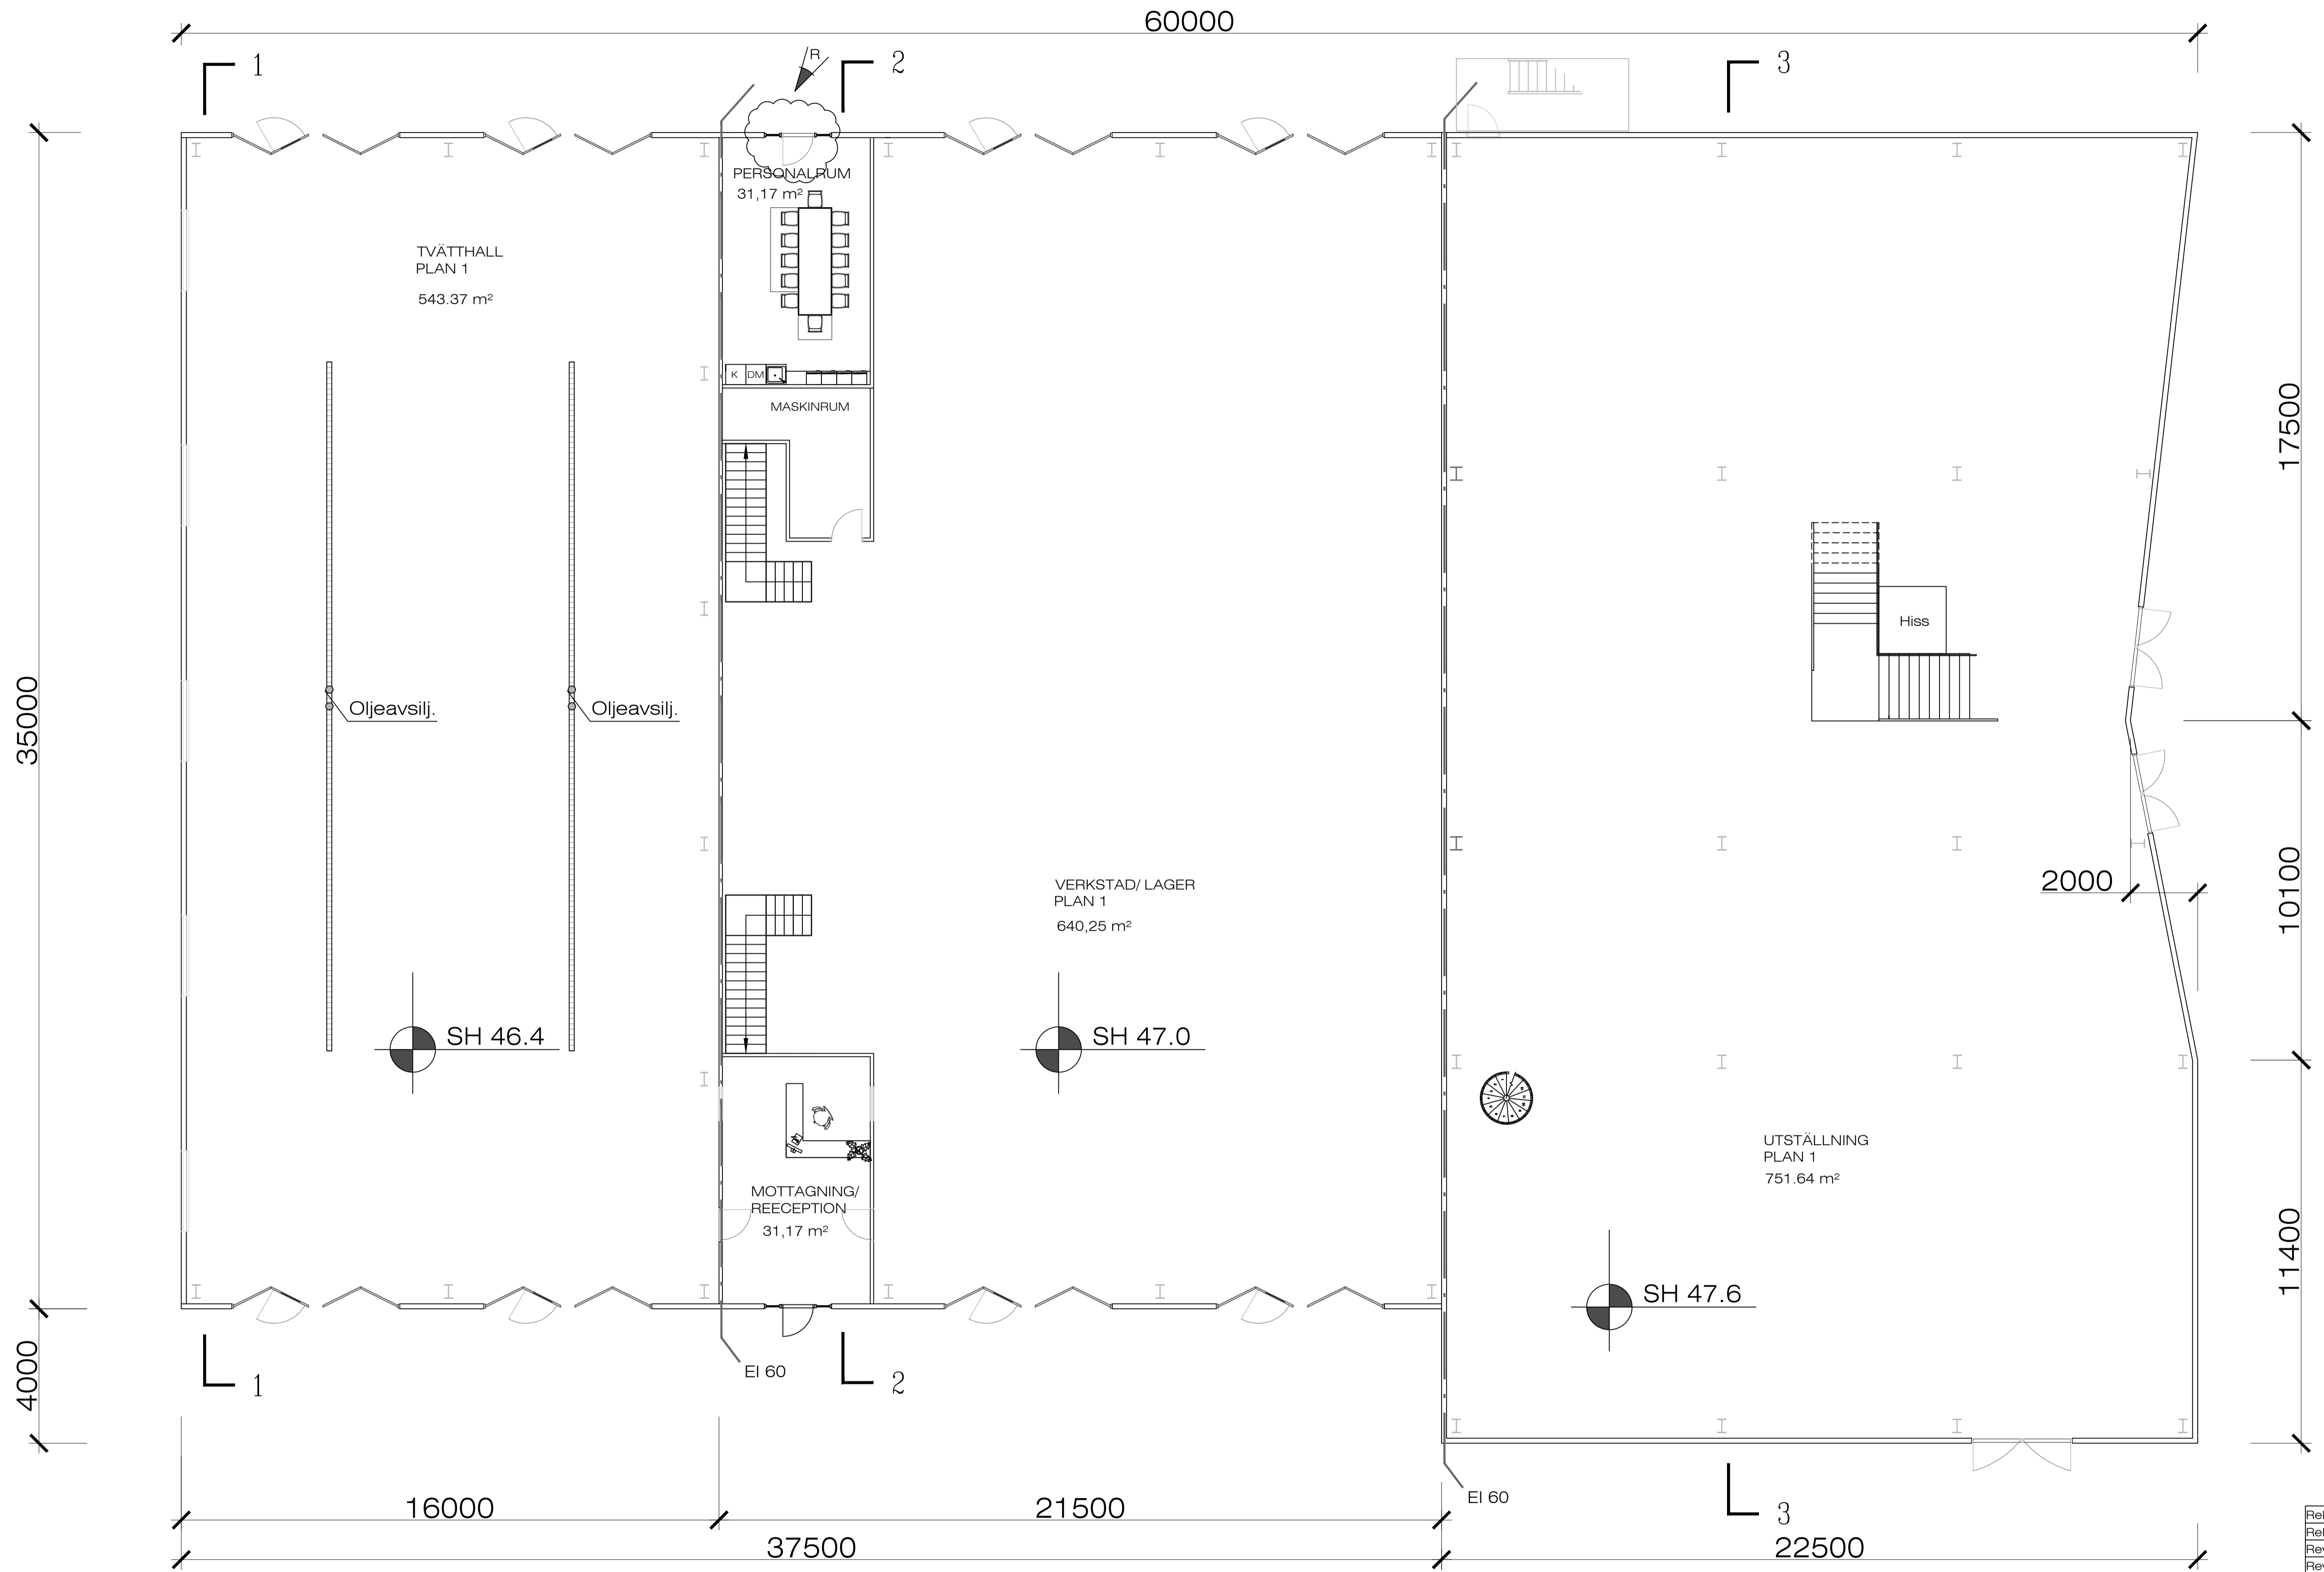 60000
1
2
3
R
PERSONALRUM
31,17 m²
TVÄTTHALL
PLAN 1
543.37 m²
K
DM
MASKINRUM
17500
Hiss
35000
Oljeavsilj.
Oljeavsilj.
VERKSTAD/ LAGER
PLAN 1
640,25 m²
2000
10100
SH 46.4
SH 47.0
UTSTÄLLNING
PLAN 1
751.64 m²
MOTTAGNING/
REECEPTION
31,17 m²
11400
SH 47.6
4000
EI 60
1
2
EI 60
3
16000
21500
37500
22500